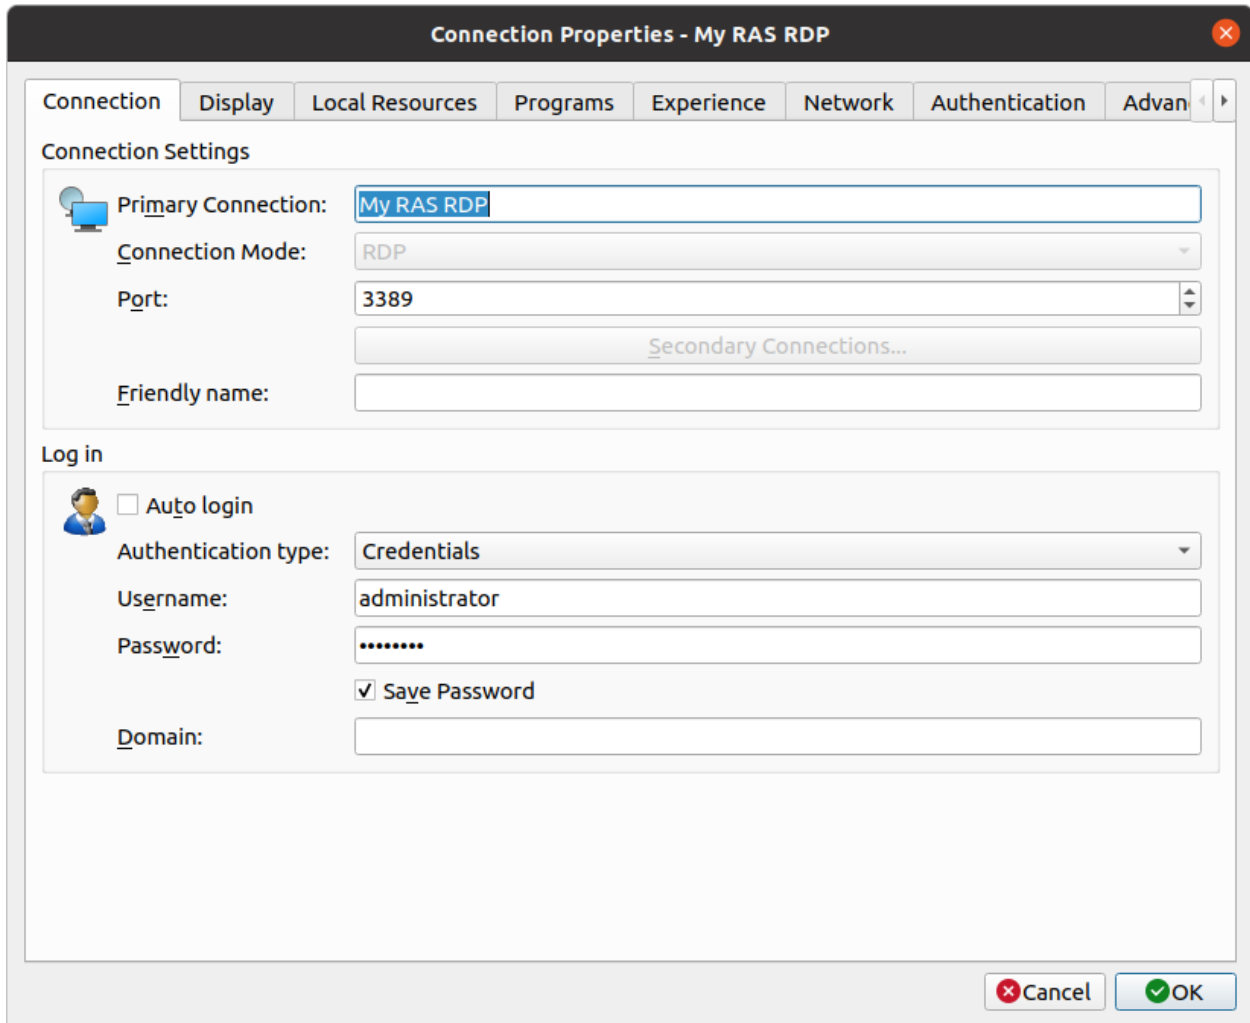 Connection Properties - My RAS RDP
Connection Display Local Resources Programs Experience Network Authentication Advan
Connection Settings
Primary Connection: My RAS RDP
Connection Mode: RDP
Port: 3389
Secondary Connections...
Friendly name:
Log in
Auto login
Authentication type: Credentials
Username: administrator
Password: ••••••••
Save Password
Domain:
Cancel OK